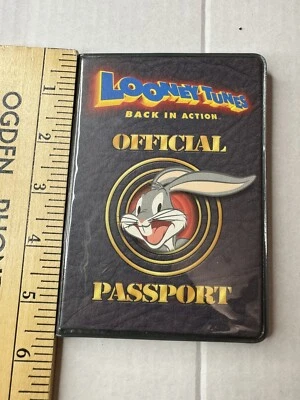 LOONEY TUNES
BACK IN ACTION
OFFICIAL
PASSPORT
OGDEN
1
2
3
4
5
6